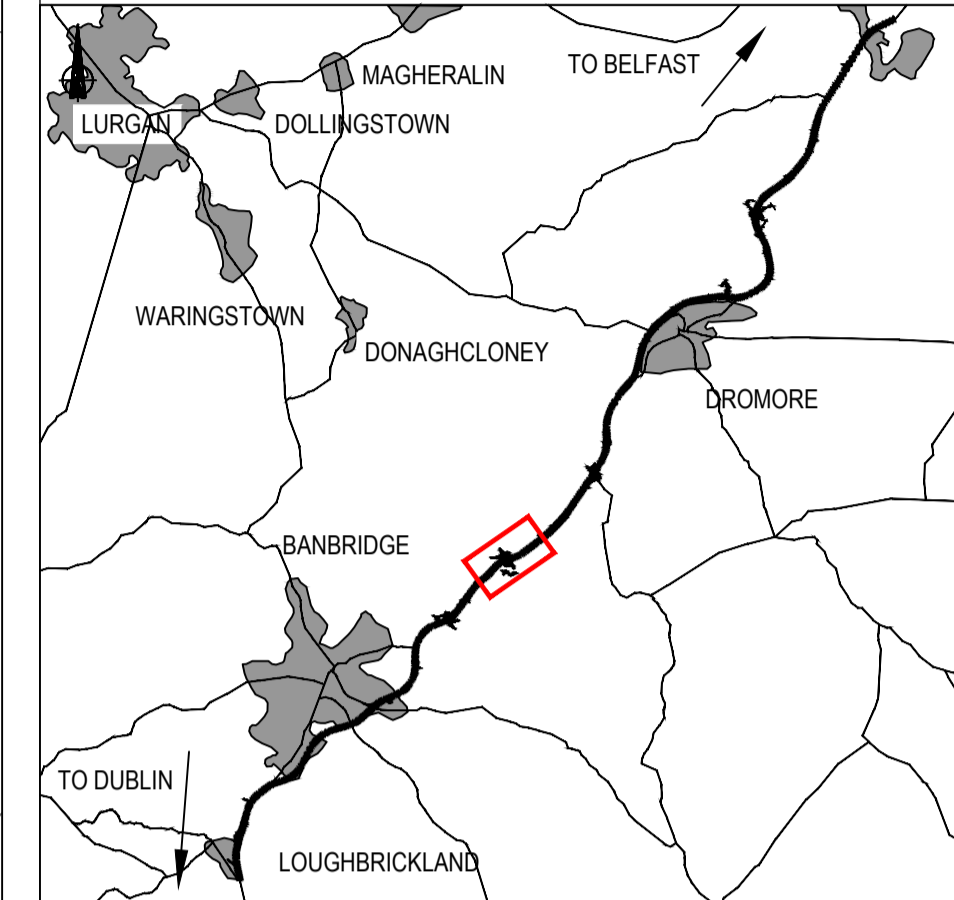 TO BELFAST
MAGHERALIN
LURGAN
DOLLINGSTOWN
WARINGSTOWN
DONAGHCLONEY
DROMORE
BANBRIDGE
TO DUBLIN
LOUGHBRICKLAND